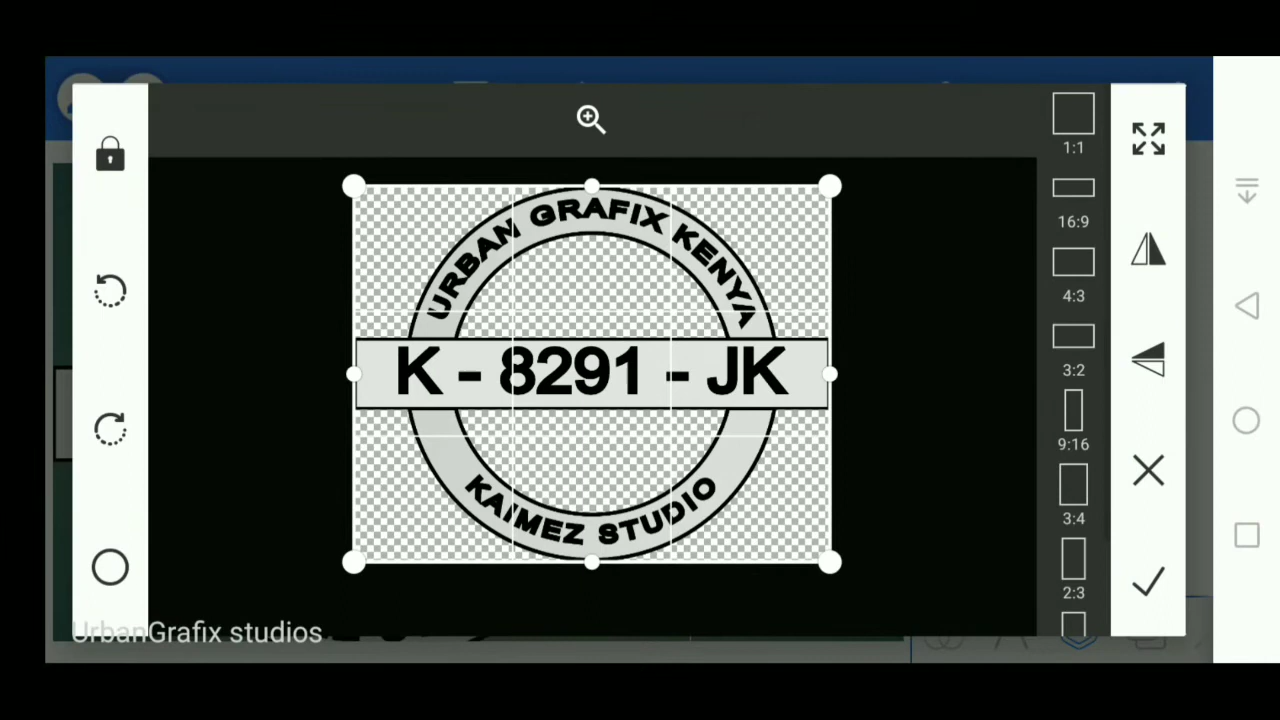 1:1
16:9
4:3
3:2
9:16
3:4
2:3
URBAN GRAFIX KENYA
K - 8291 - JK
KAIMEZ STUDIO
UrbanGrafix studios